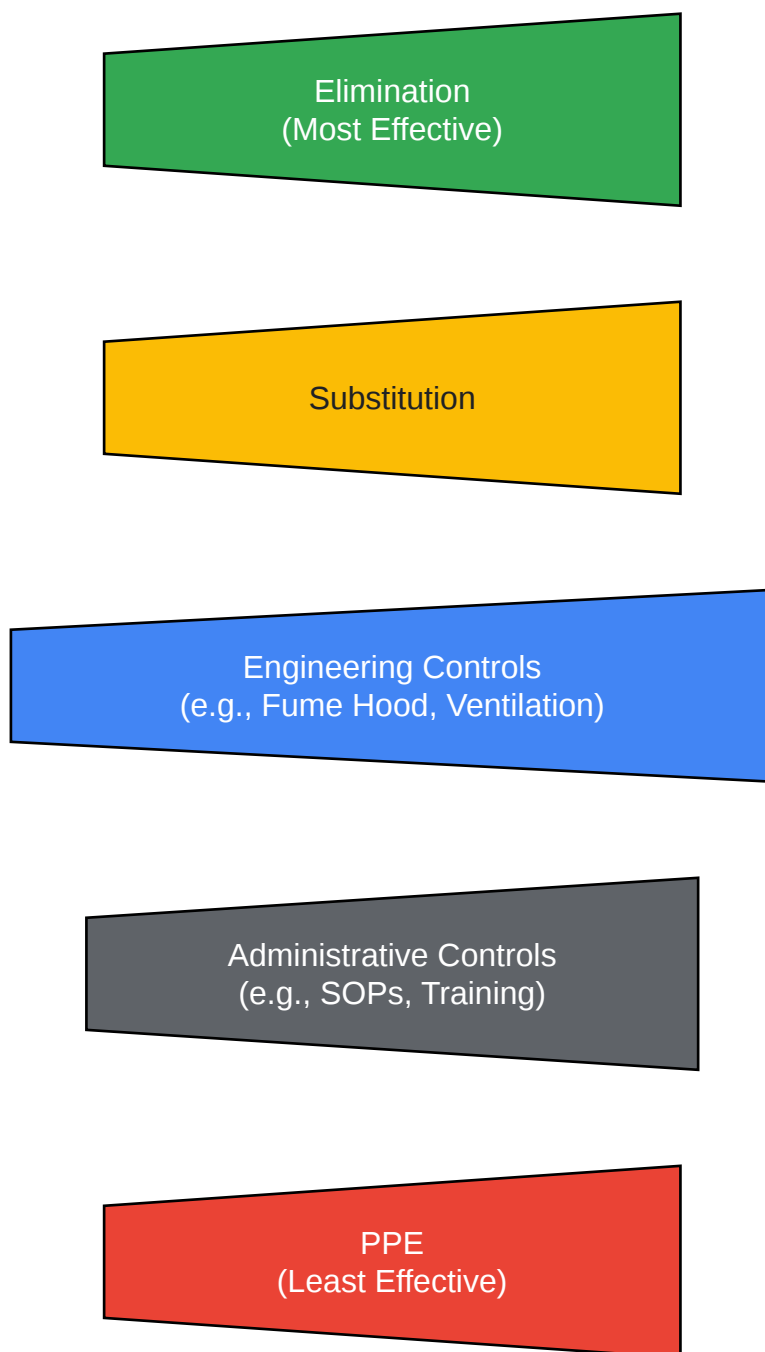 Elimination
(Most Effective)
Substitution
Engineering Controls
(e.g., Fume Hood, Ventilation)
Administrative Controls
(e.g., SOPs, Training)
PPE
(Least Effective)